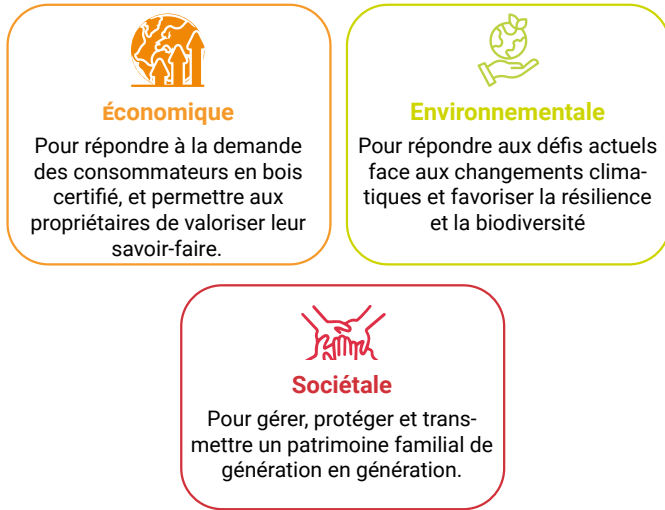 Économique
Pour répondre à la demande
des consommateurs en bois
certifié, et permettre aux
propriétaires de valoriser leur
savoir-faire.
Environnementale
Pour répondre aux défis actuels
face aux changements clima-
tiques et favoriser la résilience
et la biodiversité
Sociétale
Pour gérer, protéger et trans-
mettre un patrimoine familial de
génération en génération.